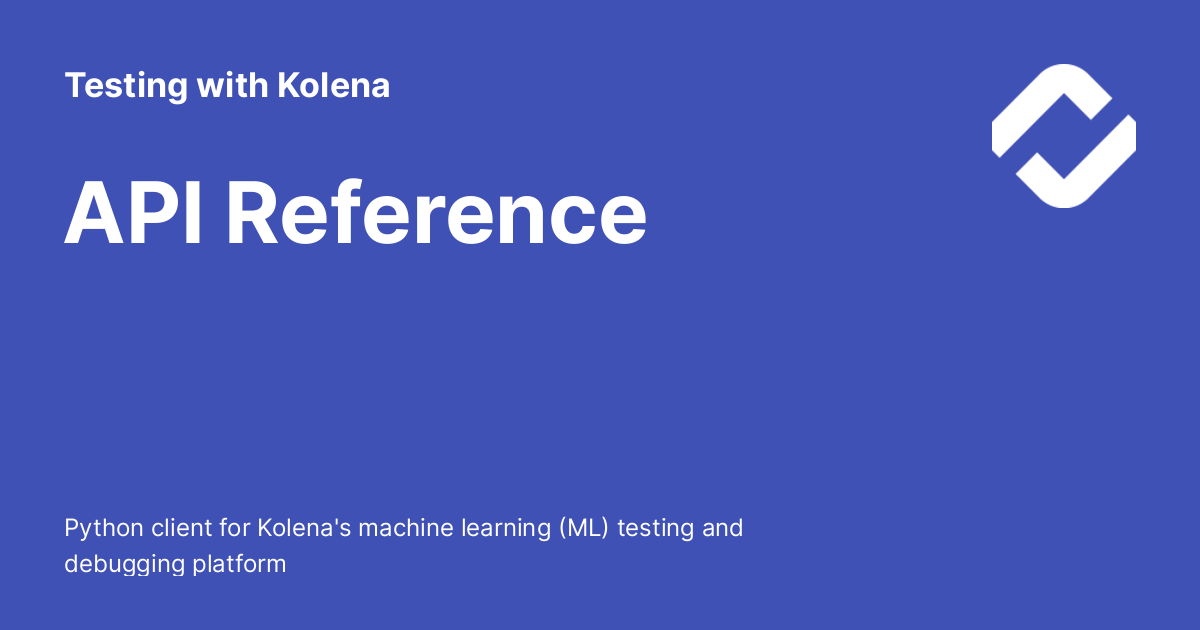 Testing with Kolena
API Reference
Python client for Kolena's machine learning (ML) testing and
debugging platform